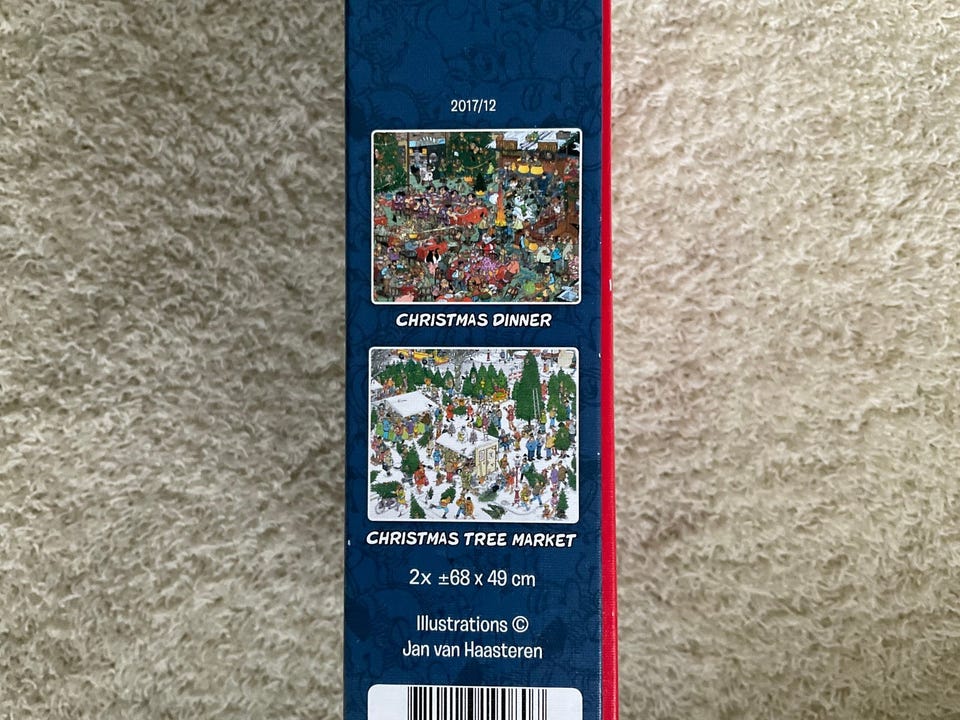 2017/12
CHRISTMAS DINNER
CHRISTMAS TREE MARKET
2x ±68 x 49 cm
Illustrations ©
Jan van Haasteren